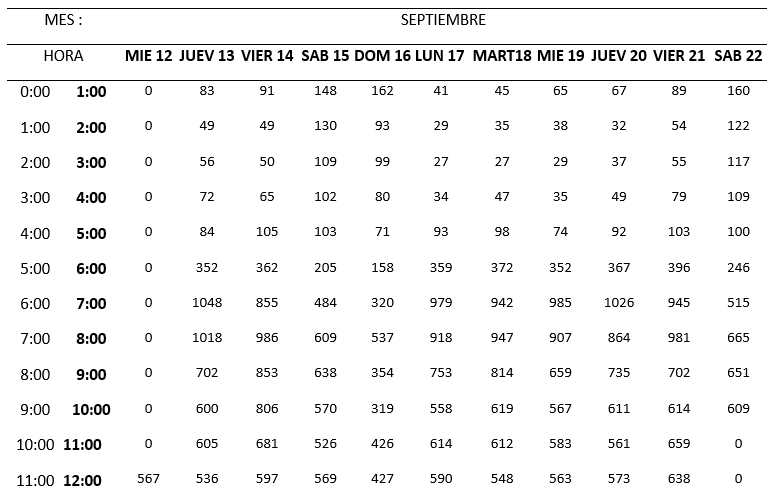 MES : SEPTIEMBRE
HORA MIE 12 JUEV 13 VIER 14 SAB 15 DOM 16 LUN 17 MART18 MIE 19 JUEV 20 VIER 21 SAB 22
0:00 1:00 0 83 91 148 162 41 45 65 67 89 160
1:00 2:00 0 49 49 130 93 29 35 38 32 54 122
2:00 3:00 0 56 50 109 99 27 27 29 37 55 117
3:00 4:00 0 72 65 102 80 34 47 35 49 79 109
4:00 5:00 0 84 105 103 71 93 98 74 92 103 100
5:00 6:00 0 352 362 205 158 359 372 352 367 396 246
6:00 7:00 0 1048 855 484 320 979 942 985 1026 945 515
7:00 8:00 0 1018 986 609 537 918 947 907 864 981 665
8:00 9:00 0 702 853 638 354 753 814 659 735 702 651
9:00 10:00 0 600 806 570 319 558 619 567 611 614 609
10:00 11:00 0 605 681 526 426 614 612 583 561 659 0
11:00 12:00 567 536 597 569 427 590 548 563 573 638 0